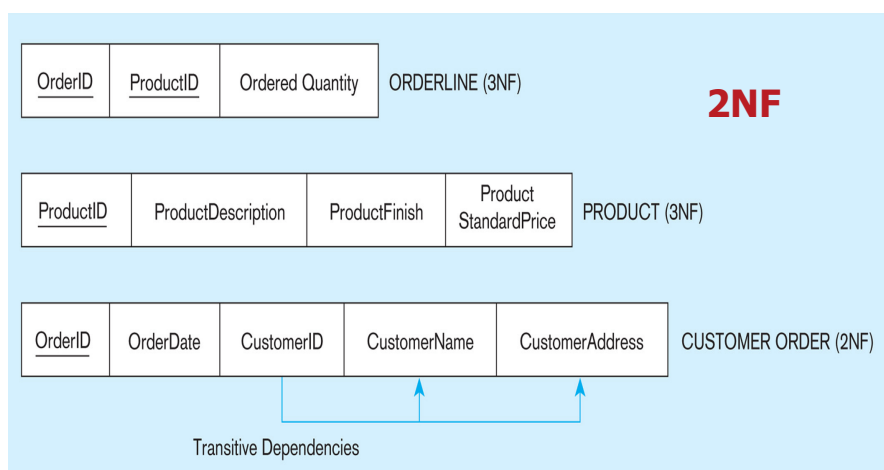 OrderID ProductID Ordered Quantity ORDERLINE (3NF)
2NF
ProductID ProductDescription ProductFinish Product StandardPrice PRODUCT (3NF)
OrderID OrderDate CustomerID CustomerName CustomerAddress CUSTOMER ORDER (2NF)
Transitive Dependencies